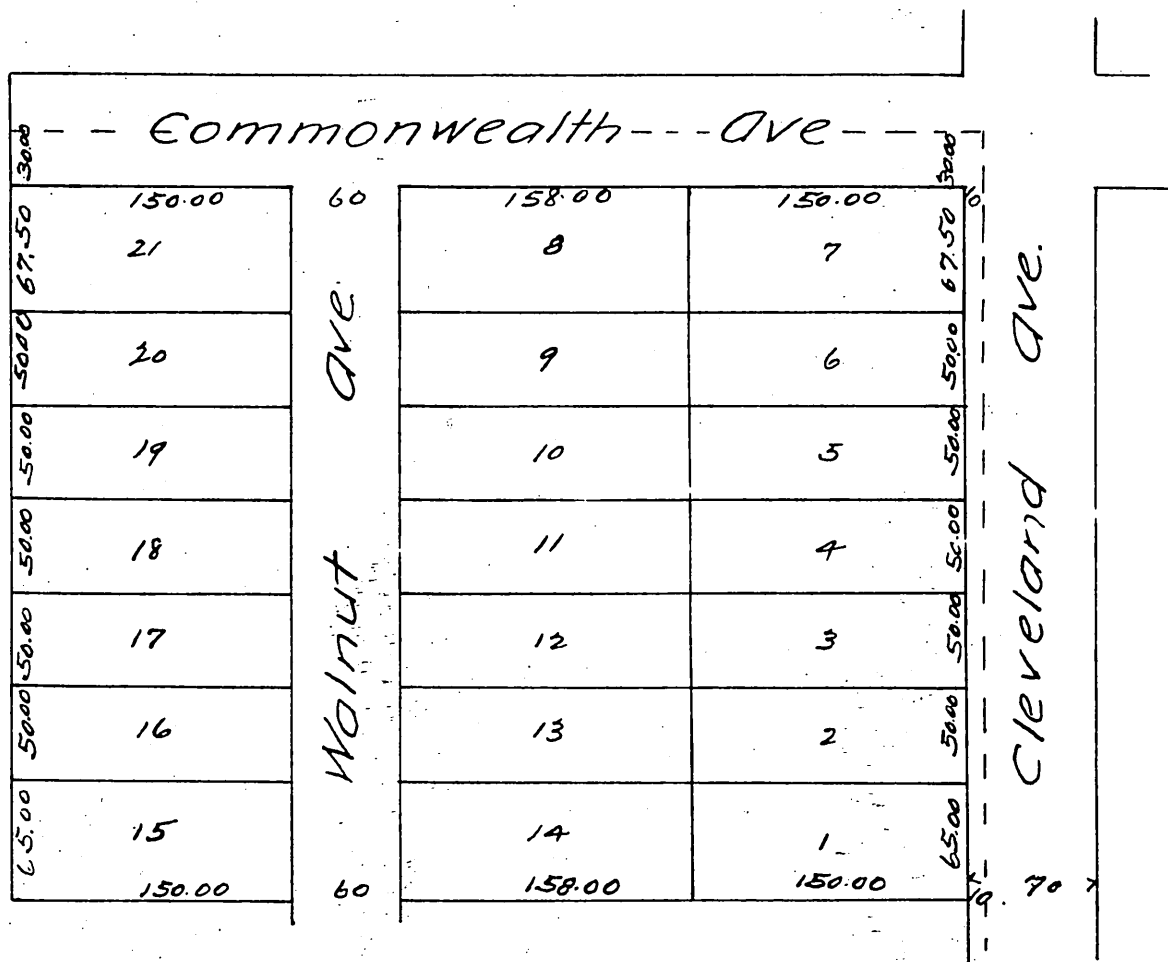 Commonwealth Ave
30.00
30.00
150.00 60 158.00 150.00 10
67.50 21 8 7 67.50
50.00 20 9 6 50.00
50.00 19 10 5 50.00
50.00 18 11 4 50.00
50.00 17 12 3 50.00
50.00 16 13 2 50.00
65.00 15 14 1 65.00
150.00 60 158.00 150.00 10 70
Walnut Ave.
Cleveland Ave.